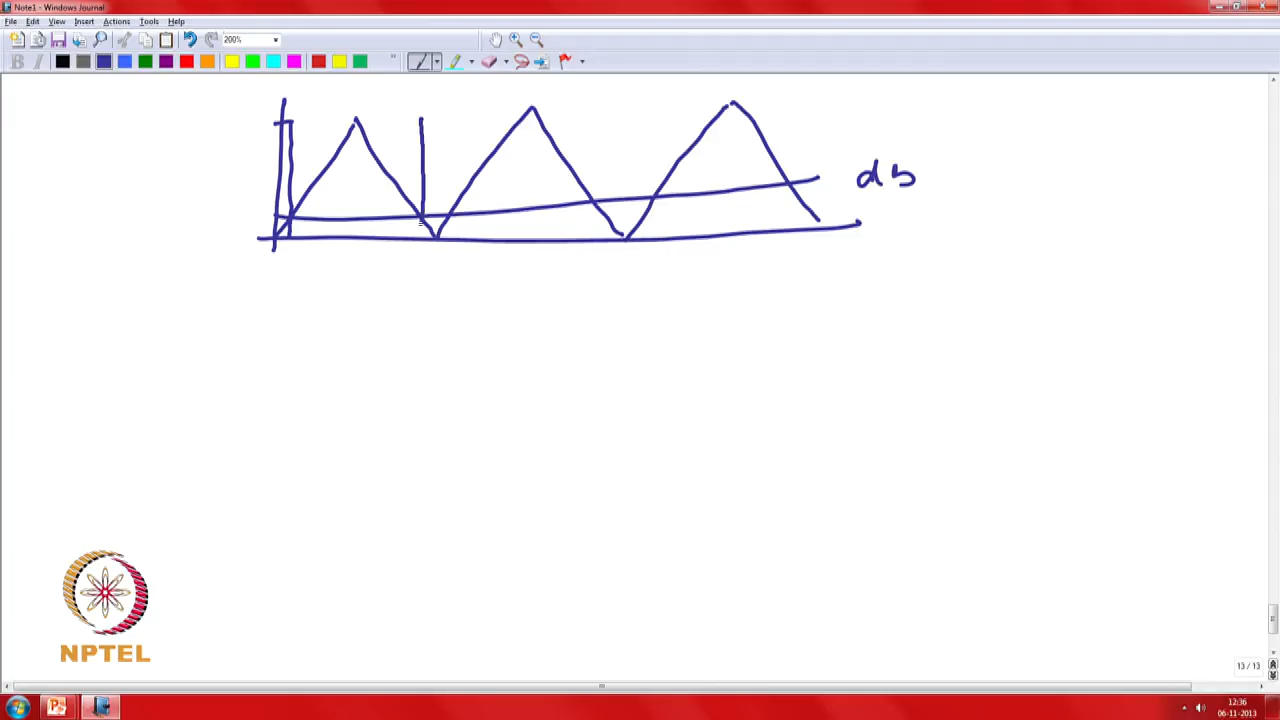 Note1 - Windows Journal
File Edit View Insert Actions Tools Help
200%
B I
db
NPTEL
13 / 13
12:36
06-11-2013